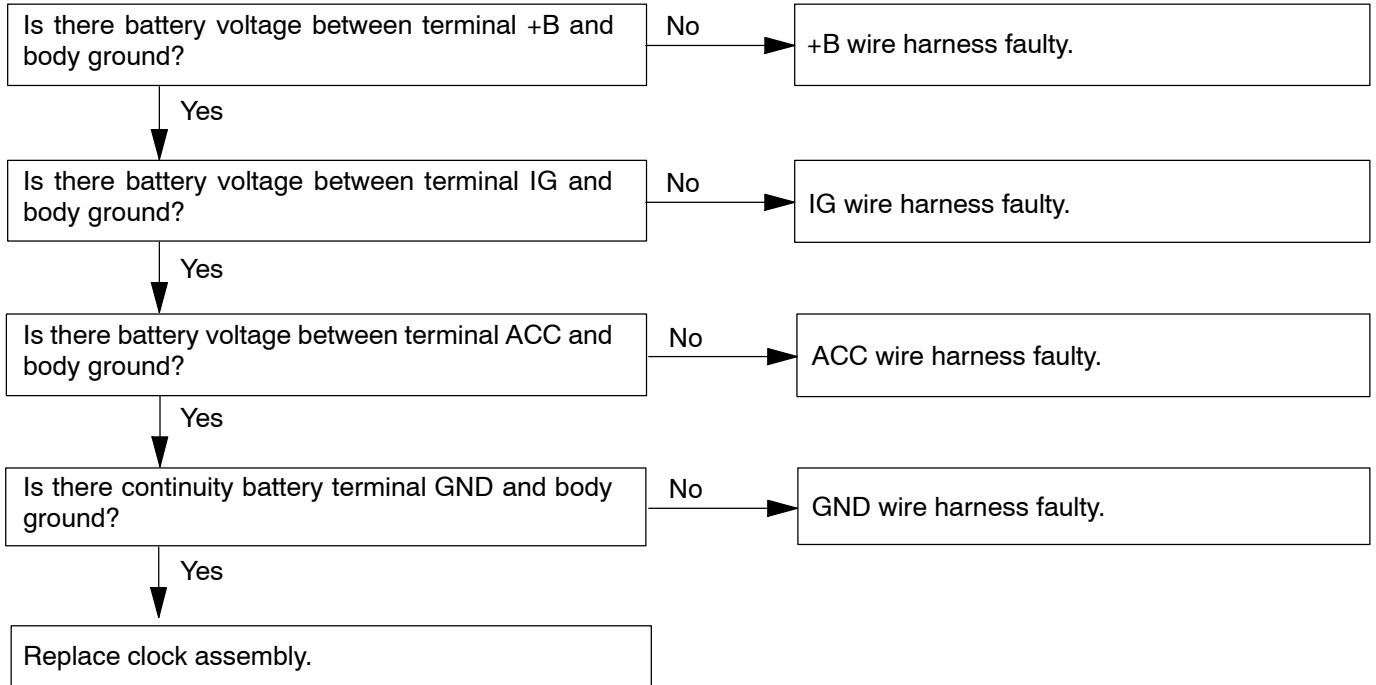 Is there battery voltage between terminal +B and
body ground?
No
+B wire harness faulty.
Yes
Is there battery voltage between terminal IG and
body ground?
No
IG wire harness faulty.
Yes
Is there battery voltage between terminal ACC and
body ground?
No
ACC wire harness faulty.
Yes
Is there continuity battery terminal GND and body
ground?
No
GND wire harness faulty.
Yes
Replace clock assembly.